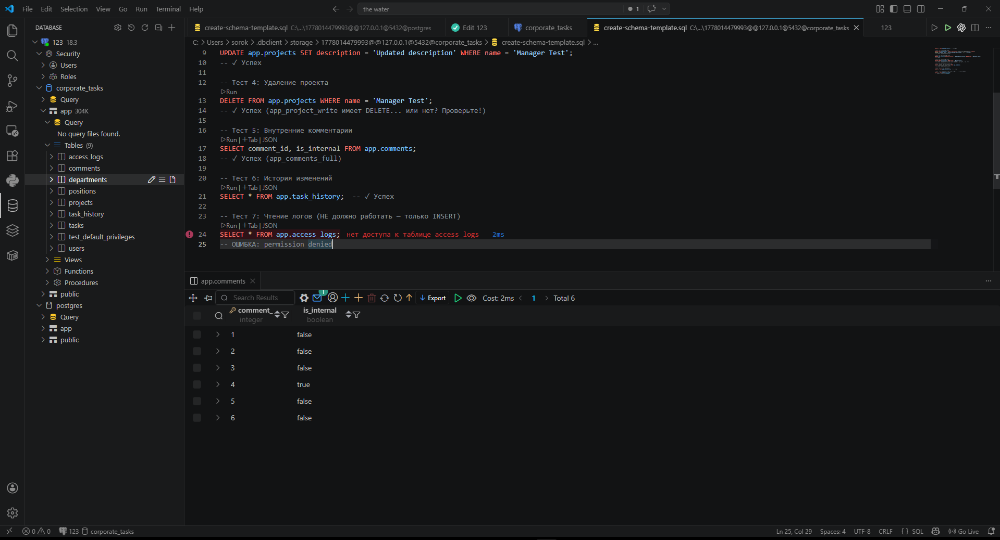 File Edit Selection View Go Run Terminal Help
the water
1
DATABASE
123 18.3
Security
Users
Roles
corporate_tasks
Query
app 304K
Query
No query files found.
Tables (9)
access_logs
comments
departments
positions
projects
task_history
tasks
test_default_privileges
users
Views
Functions
Procedures
public
postgres
Query
app
public
create-schema-template.sql C:\...\1778014479993@@127.0.0.1@5432@postgres
Edit 123
corporate_tasks
create-schema-template.sql C:\...\1778014479993@@127.0.0.1@5432@corporate_tasks
123
C: > Users > sorok > .dbclient > storage > 1778014479993@@127.0.0.1@5432@corporate_tasks > create-schema-template.sql > ...
9 UPDATE app.projects SET description = 'Updated description' WHERE name = 'Manager Test';
10 -- ✓ Успех
11
12 -- Тест 4: Удаление проекта
▷Run
13 DELETE FROM app.projects WHERE name = 'Manager Test';
14 -- ✓ Успех (app_project_write имеет DELETE... или нет? Проверьте!)
15
16 -- Тест 5: Внутренние комментарии
▷Run | +Tab | JSON
17 SELECT comment_id, is_internal FROM app.comments;
18 -- ✓ Успех (app_comments_full)
19
20 -- Тест 6: История изменений
▷Run | +Tab | JSON
21 SELECT * FROM app.task_history; -- ✓ Успех
22
23 -- Тест 7: Чтение логов (НЕ должно работать — только INSERT)
▷Run | +Tab | JSON
24 SELECT * FROM app.access_logs; нет доступа к таблице access_logs 2ms
25 -- ОШИБКА: permission denied
app.comments
Search Results
1
Export
Cost: 2ms < 1 > Total 6
comment_ is_internal
integer boolean
1 false
2 false
3 false
4 true
5 false
6 false
0 0 123 corporate_tasks
Ln 25, Col 29 Spaces: 4 UTF-8 CRLF { } SQL Go Live